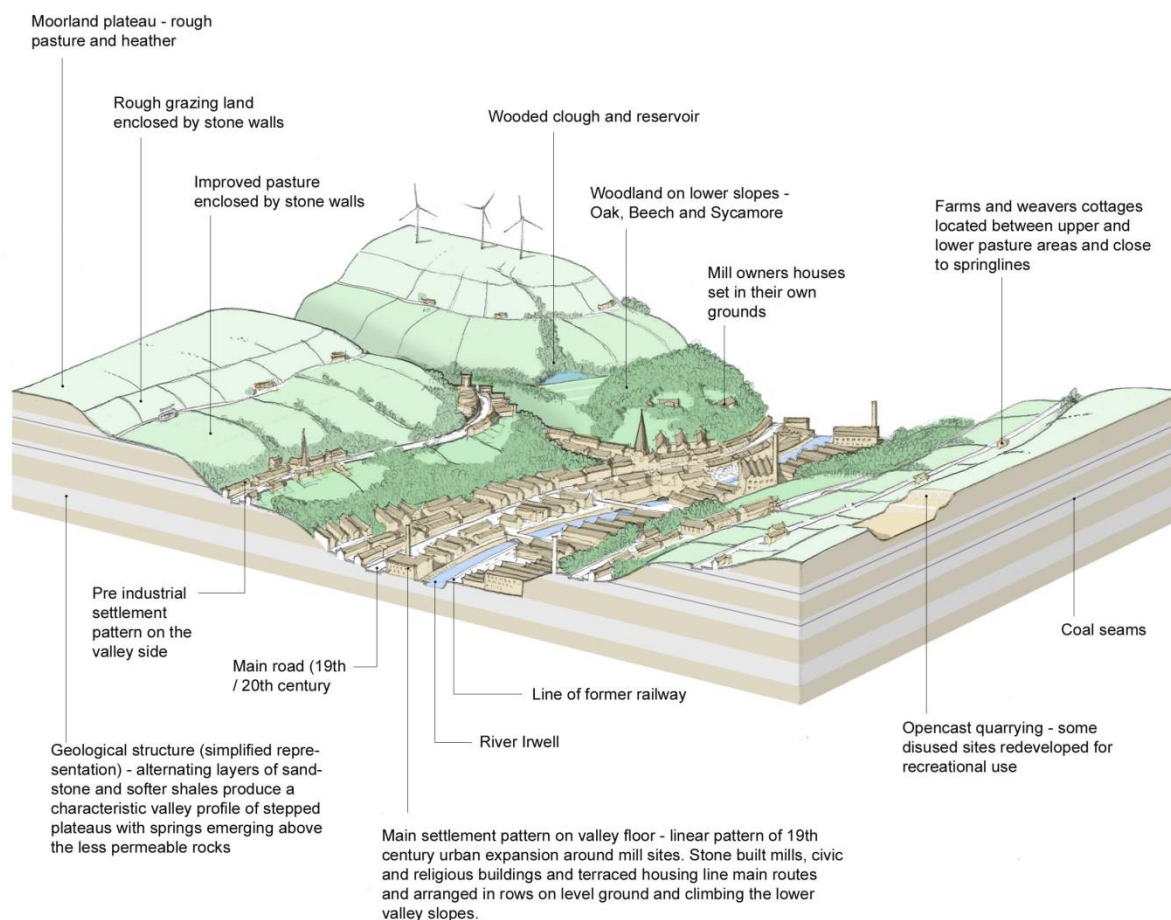 Moorland plateau - rough
pasture and heather
Rough grazing land
enclosed by stone walls
Wooded clough and reservoir
Improved pasture
enclosed by stone walls
Woodland on lower slopes -
Oak, Beech and Sycamore
Farms and weavers cottages
located between upper and
lower pasture areas and close
to springlines
Mill owners houses
set in their own
grounds
Pre industrial
settlement
pattern on the
valley side
Coal seams
Main road (19th
/ 20th century
Line of former railway
River Irwell
Opencast quarrying - some
disused sites redeveloped for
recreational use
Geological structure (simplified repre-
sentation) - alternating layers of sand-
stone and softer shales produce a
characteristic valley profile of stepped
plateaus with springs emerging above
the less permeable rocks
Main settlement pattern on valley floor - linear pattern of 19th
century urban expansion around mill sites. Stone built mills, civic
and religious buildings and terraced housing line main routes
and arranged in rows on level ground and climbing the lower
valley slopes.